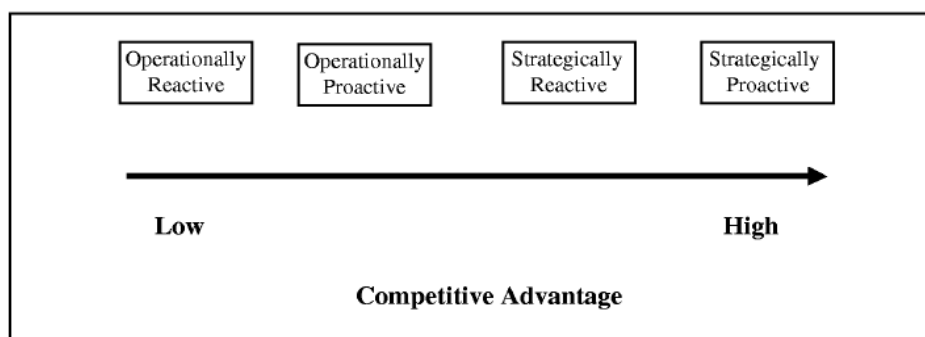 Operationally
Reactive
Operationally
Proactive
Strategically
Reactive
Strategically
Proactive
Low
High
Competitive Advantage